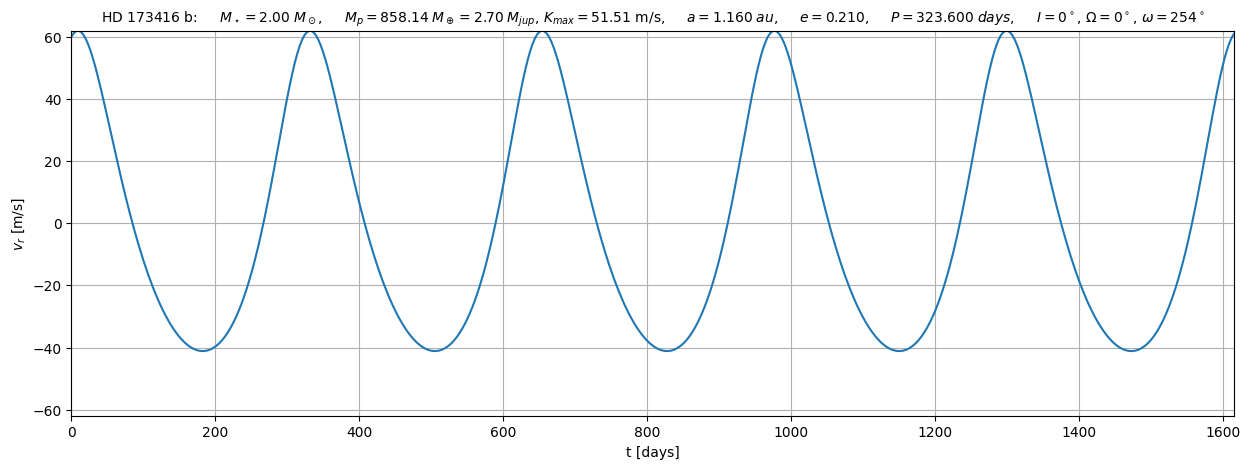 HD 173416 b: M⋆ = 2.00 M⊙, Mp = 858.14 M⊕ = 2.70 Mjup, Kmax = 51.51 m/s, a = 1.160 au, e = 0.210, P = 323.600 days, I = 0°, Ω = 0°, ω = 254°
60
40
20
0
−20
−40
−60
vr [m/s]
0 200 400 600 800 1000 1200 1400 1600
t [days]